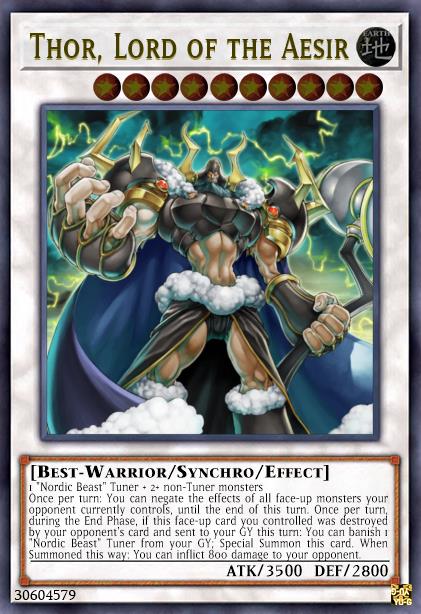 THOR, LORD OF THE AESIR
EARTH
地
[BEST-WARRIOR/SYNCHRO/EFFECT]
1 "Nordic Beast" Tuner + 2+ non-Tuner monsters
Once per turn: You can negate the effects of all face-up monsters your
opponent currently controls, until the end of this turn. Once per turn,
during the End Phase, if this face-up card you controlled was destroyed
by your opponent's card and sent to your GY this turn: You can banish 1
"Nordic Beast" Tuner from your GY; Special Summon this card. When
Summoned this way: You can inflict 800 damage to your opponent.
ATK/3500 DEF/2800
30604579